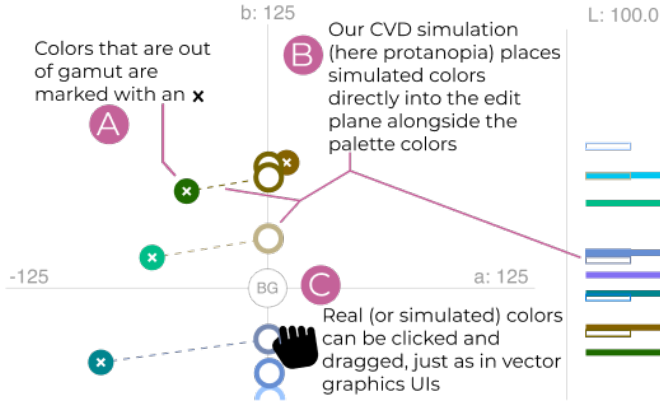 b: 125
L: 100.0
Colors that are out
of gamut are
marked with an x
A
B
Our CVD simulation
(here protanopia) places
simulated colors
directly into the edit
plane alongside the
palette colors
-125
a: 125
BG
C
Real (or simulated) colors
can be clicked and
dragged, just as in vector
graphics UIs